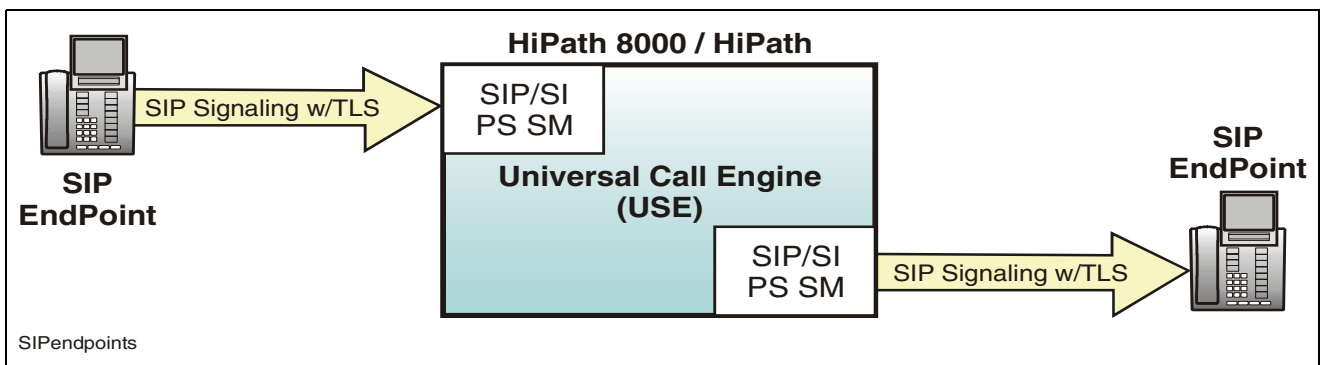 HiPath 8000 / HiPath
SIP/SI
PS SM
SIP Signaling w/TLS
SIP
EndPoint
Universal Call Engine
(USE)
SIP/SI
PS SM
SIP Signaling w/TLS
SIP
EndPoint
SIPendpoints